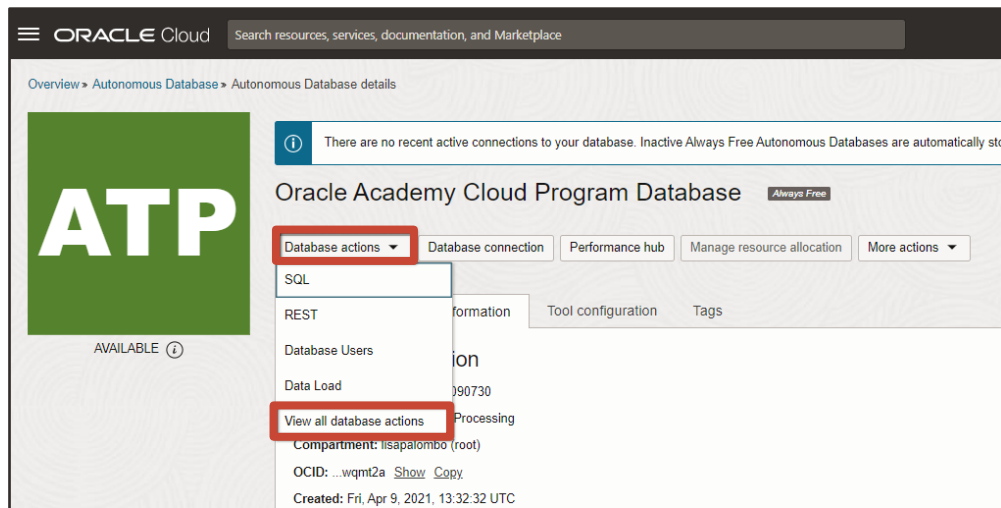 ORACLE Cloud
Search resources, services, documentation, and Marketplace
Overview » Autonomous Database » Autonomous Database details
ATP
AVAILABLE
There are no recent active connections to your database. Inactive Always Free Autonomous Databases are automatically
Oracle Academy Cloud Program Database
Always Free
Database actions
Database connection
Performance hub
Manage resource allocation
More actions
SQL
REST
Database Users
Data Load
View all database actions
formation
Tool configuration
Tags
ion
090730
Processing
Compartment: lisapalombo (root)
OCID: ...wqmt2a Show Copy
Created: Fri, Apr 9, 2021, 13:32:32 UTC